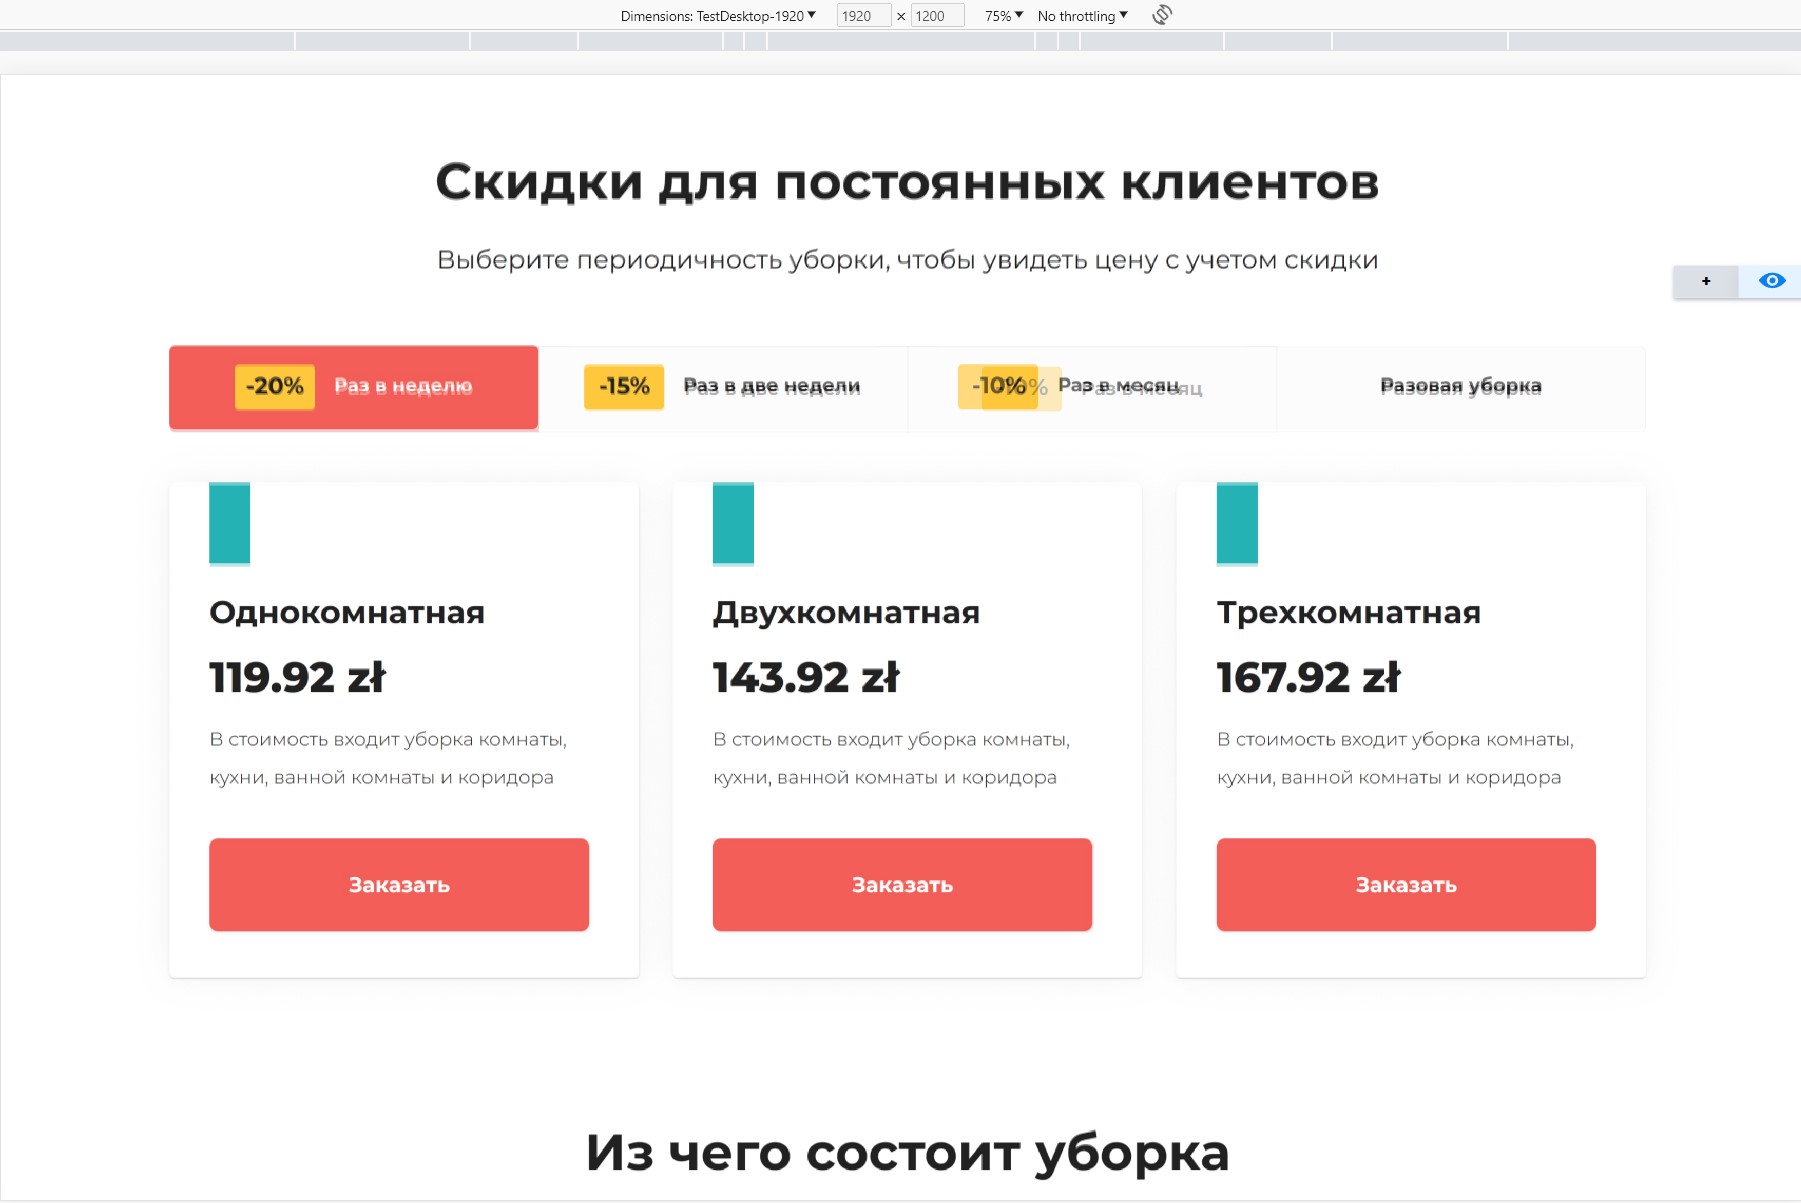 Dimensions: TestDesktop-1920 1920 × 1200 75% No throttling
Скидки для постоянных клиентов
Выберите периодичность уборки, чтобы увидеть цену с учетом скидки
+
-20% Раз в неделю
-15% Раз в две недели
-10% Раз в месяц
Разовая уборка
Однокомнатная
119.92 zł
В стоимость входит уборка комнаты,
кухни, ванной комнаты и коридора
Заказать
Двухкомнатная
143.92 zł
В стоимость входит уборка комнаты,
кухни, ванной комнаты и коридора
Заказать
Трехкомнатная
167.92 zł
В стоимость входит уборка комнаты,
кухни, ванной комнаты и коридора
Заказать
Из чего состоит уборка